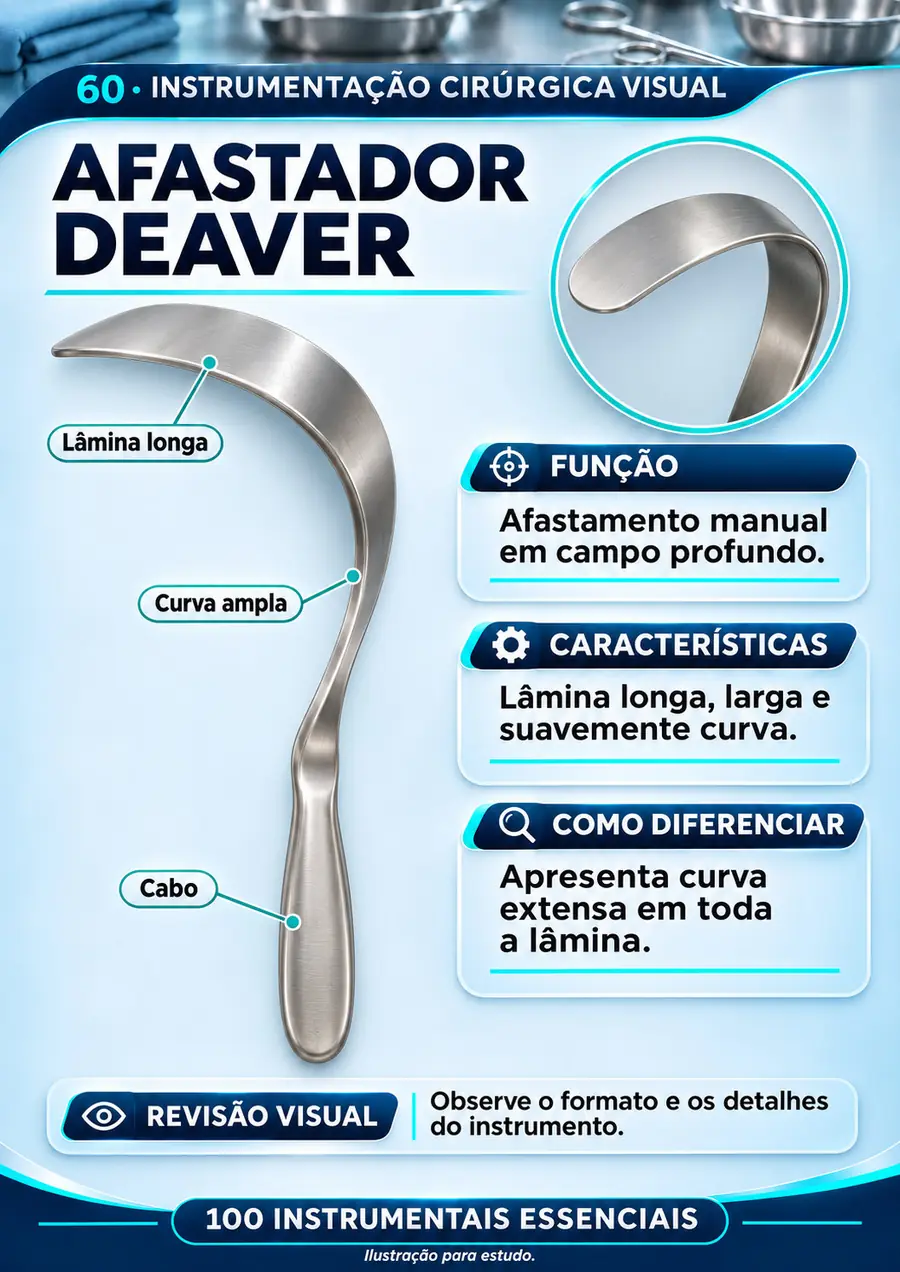 60 • INSTRUMENTAÇÃO CIRÚRGICA VISUAL
AFASTADOR
DEAVER
Lâmina longa
Curva ampla
Cabo
FUNÇÃO
Afastamento manual
em campo profundo.
CARACTERÍSTICAS
Lâmina longa, larga e
suavemente curva.
COMO DIFERENCIAR
Apresenta curva
extensa em toda
a lâmina.
REVISÃO VISUAL
Observe o formato e os detalhes
do instrumento.
100 INSTRUMENTAIS ESSENCIAIS
Ilustração para estudo.